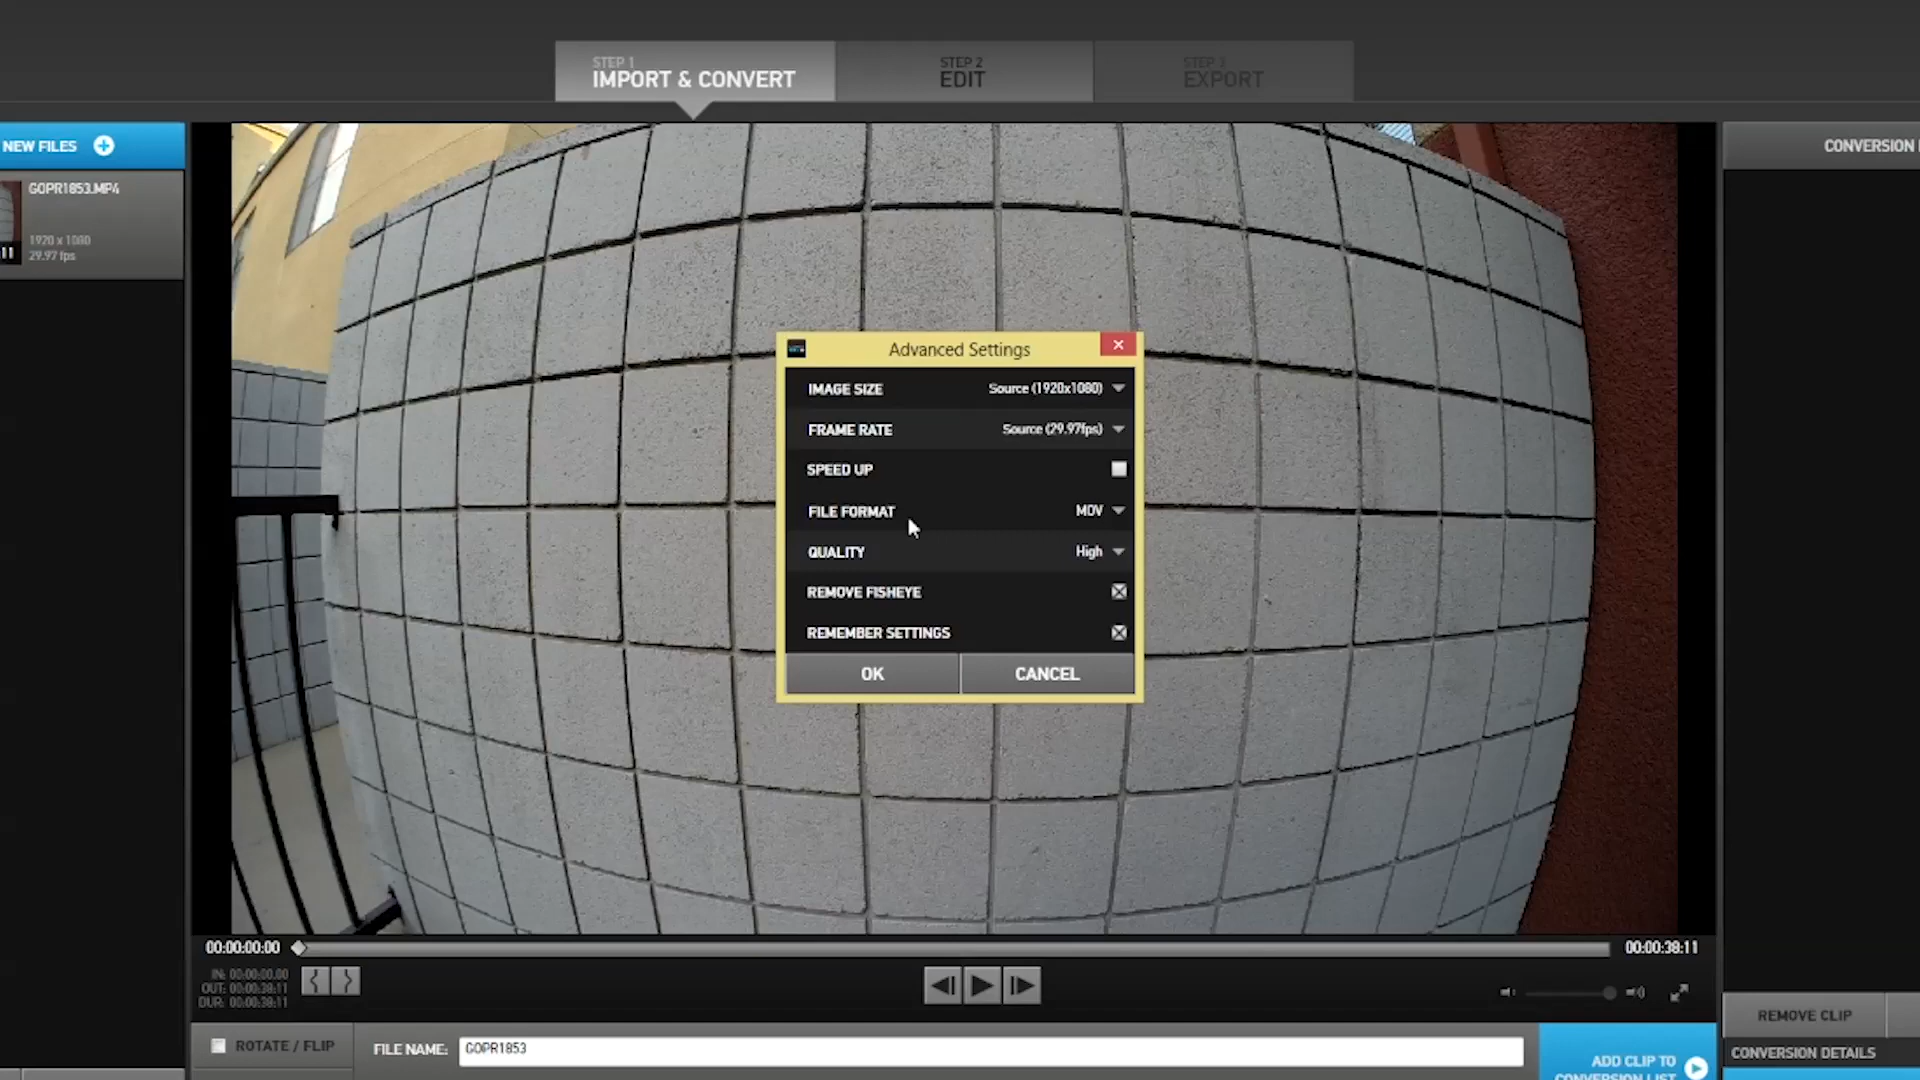 STEP 1
IMPORT & CONVERT
STEP 2
EDIT
STEP 3
EXPORT
NEW FILES
CONVERSION
GOPR1853.MP4
1920 x 1080
29.97 fps
Advanced Settings
IMAGE SIZE Source (1920x1080)
FRAME RATE Source (29.97fps)
SPEED UP
FILE FORMAT MOV
QUALITY High
REMOVE FISHEYE
REMEMBER SETTINGS
OK CANCEL
00:00:00:00 00:00:38:11
IN: 00:00:00:00
OUT: 00:00:38:11
DUR: 00:00:38:11
ROTATE / FLIP
FILE NAME: GOPR1853
ADD CLIP TO
CONVERSION LIST
REMOVE CLIP
CONVERSION DETAILS